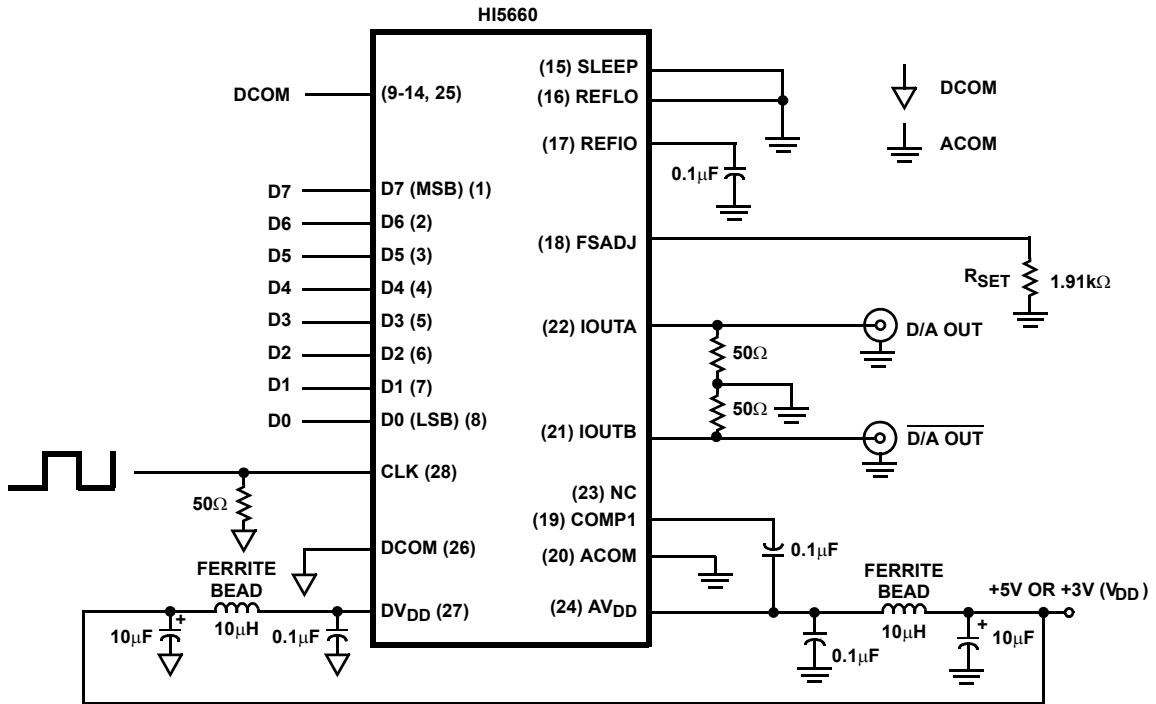 HI5660
DCOM
(9-14, 25)
D7
D7 (MSB) (1)
D6
D6 (2)
D5
D5 (3)
D4
D4 (4)
D3
D3 (5)
D2
D2 (6)
D1
D1 (7)
D0
D0 (LSB) (8)
CLK (28)
50Ω
DCOM (26)
FERRITE
BEAD
10µH
DVDD (27)
10µF
+
0.1µF
(15) SLEEP
(16) REFLO
(17) REFIO
0.1µF
(18) FSADJ
RSET
1.91kΩ
(22) IOUTA
D/A OUT
50Ω
50Ω
(21) IOUTB
D/A OUT
(23) NC
(19) COMP1
0.1µF
(20) ACOM
(24) AVDD
FERRITE
BEAD
10µH
+5V OR +3V (VDD)
0.1µF
+
10µF
DCOM
ACOM